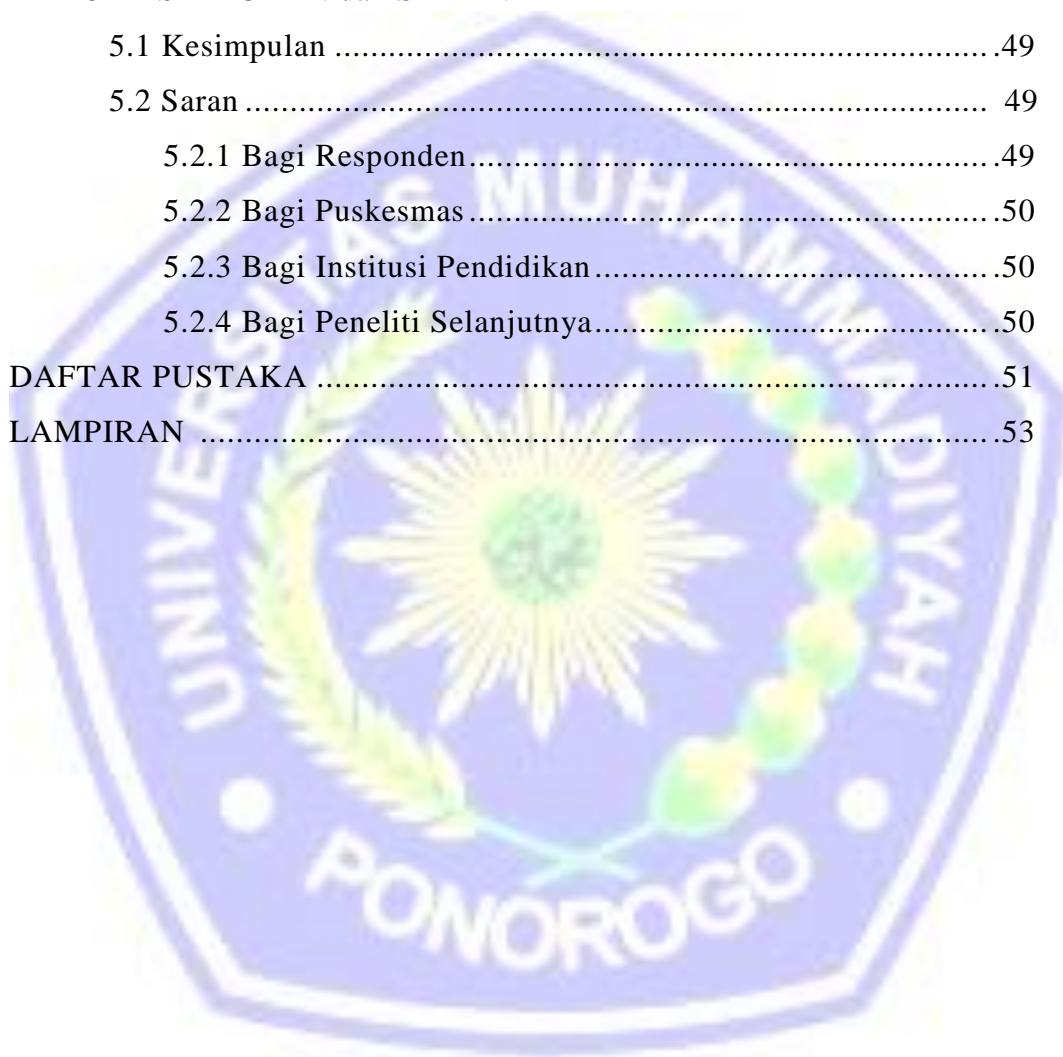 5.1 Kesimpulan .......................................................... .49
5.2 Saran .................................................................. 49
5.2.1 Bagi Responden ................................................ .49
5.2.2 Bagi Puskesmas ................................................ .50
5.2.3 Bagi Institusi Pendidikan ..................................... .50
5.2.4 Bagi Peneliti Selanjutnya ..................................... .50
DAFTAR PUSTAKA ........................................................ .51
LAMPIRAN ............................................................... .53
UNIVERSITAS MUHAMMADIYAH
PONOROGO